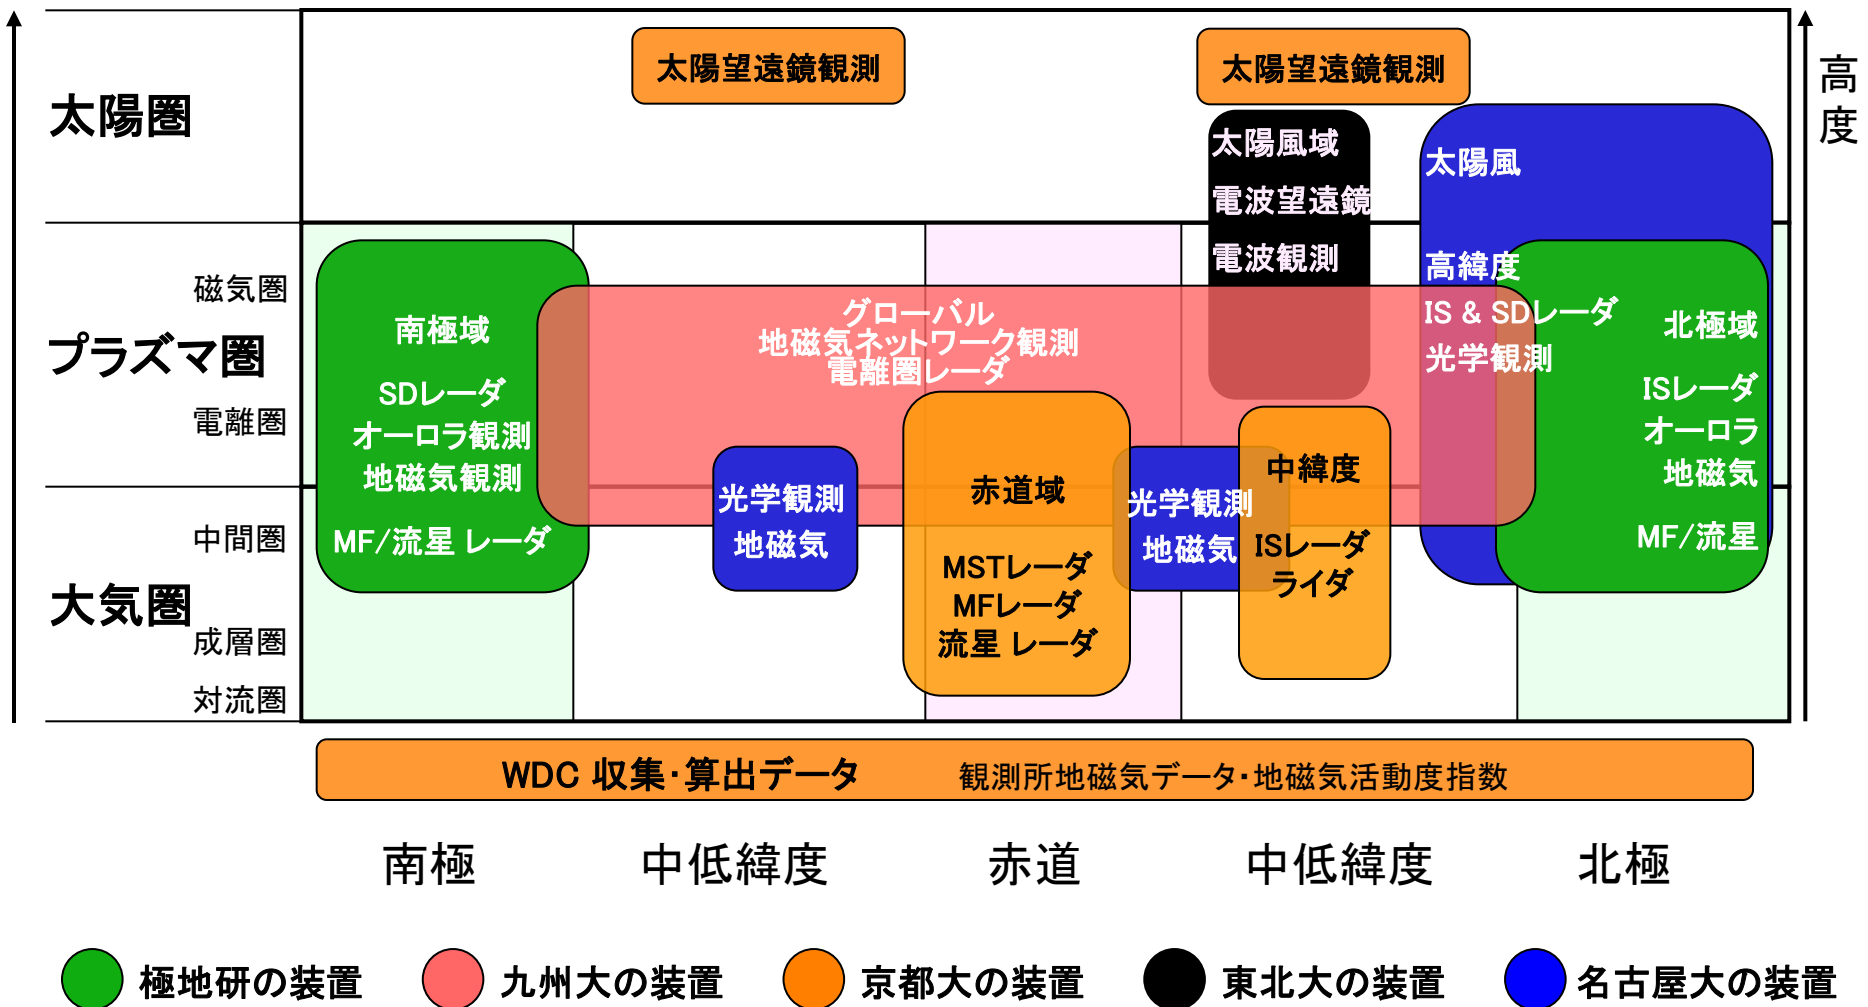 高度
太陽圏
太陽望遠鏡観測
太陽望遠鏡観測
太陽風域
電波望遠鏡
電波観測
太陽風
高緯度
IS & SDレーダ
光学観測
磁気圏
プラズマ圏
電離圏
南極域
SDレーダ
オーロラ観測
地磁気観測
MF/流星 レーダ
グローバル
地磁気ネットワーク観測
電離圏レーダ
北極域
ISレーダ
オーロラ
地磁気
MF/流星
中間圏
大気圏
成層圏
対流圏
光学観測
地磁気
赤道域
MSTレーダ
MFレーダ
流星 レーダ
光学観測
地磁気
中緯度
ISレーダ
ライダ
WDC 収集・算出データ 観測所地磁気データ・地磁気活動度指数
南極 中低緯度 赤道 中低緯度 北極
極地研の装置 九州大の装置 京都大の装置 東北大の装置 名古屋大の装置